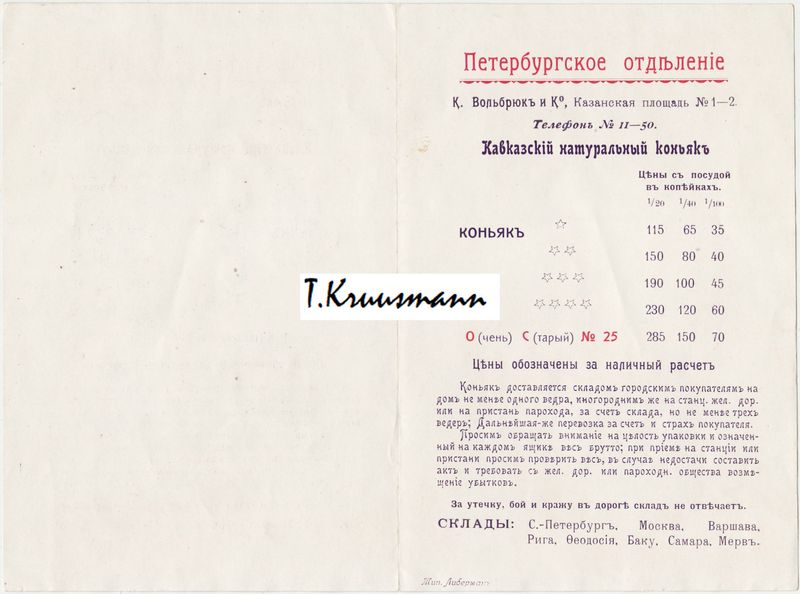 Петербургское отдѣленіе
К. Вольбрюкъ и Кº, Казанская площадь № 1—2.
Телефонъ № 11—50.
Кавказскій натуральный коньякъ
Цѣны съ посудой
въ копѣйкахъ.
1/20 1/40 1/100
КОНЬЯКЪ ☆ 115 65 35
☆☆ 150 80 40
☆☆☆ 190 100 45
☆☆☆☆ 230 120 60
О (чень) С (тарый) № 25 285 150 70
T.Kruusmann
Цѣны обозначены за наличный расчетъ
Коньякъ доставляется складомъ городскимъ покупателямъ на
домъ не менѣе одного ведра, иногороднимъ же на станц. жел. дор.
или на пристань парохода, за счетъ склада, но не менѣе трехъ
ведеръ; Дальнѣйшая-же перевозка за счетъ и страхъ покупателя.
Просимъ обращать вниманіе на цѣлость упаковки и означен-
ный на каждомъ ящикѣ вѣсъ брутто; при пріемѣ на станціи или
пристани просимъ провѣрить вѣсъ, въ случаѣ недостачи составить
актъ и требовать съ жел. дор. или пароходн. общества возмѣ-
щеніе убытковъ.
За утечку, бой и кражу въ дорогѣ складъ не отвѣчаетъ.
СКЛАДЫ: С.-Петербургъ, Москва, Варшава,
Рига, Ѳеодосія, Баку, Самара, Мервъ.
Тип. Либерманъ